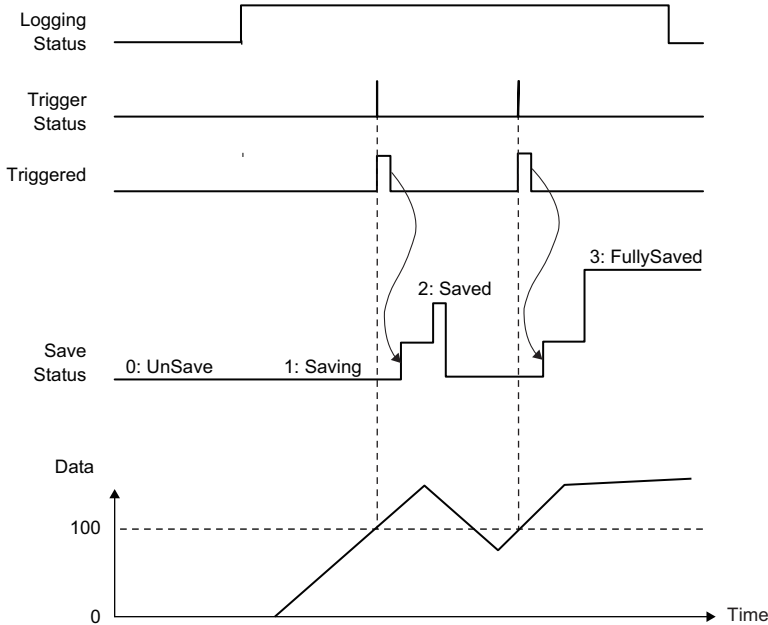 Logging
Status
Trigger
Status
Triggered
3: FullySaved
2: Saved
Save
Status
0: UnSave
1: Saving
Data
100
0
Time